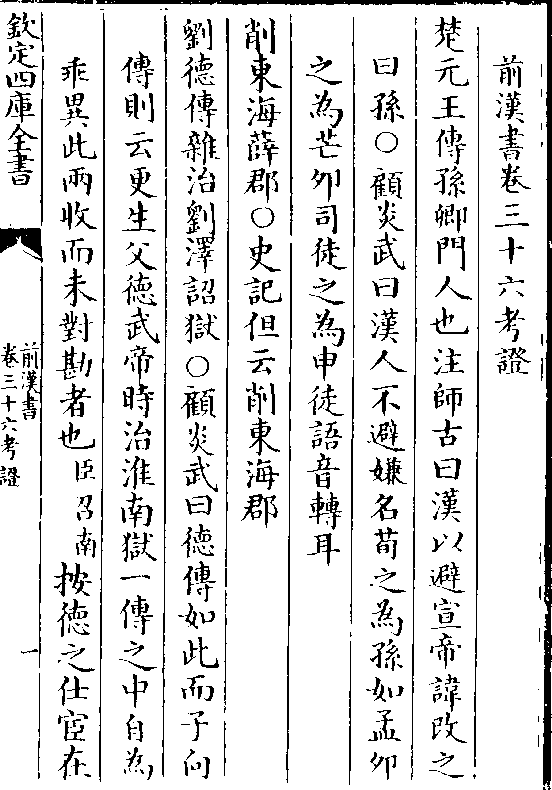 前漢書卷三十六考證
楚元王傳孫卿門人也注師古曰漢以避宣帝諱改之
曰孫○顧炎武曰漢人不避嫌名荀之為孫如孟卯
之為芒卯司徒之為申徒語音轉耳
削東海薛郡○史記但云削東海郡
劉德傳雜治劉澤詔獄○顧炎武曰德傳如此而子向
傳則云更生父德武帝時治淮南獄一傳之中自為
乖異此兩收而未對勘者也臣召南按德之仕宦在
欽定四庫全書
前漢書
卷三十六考證
一